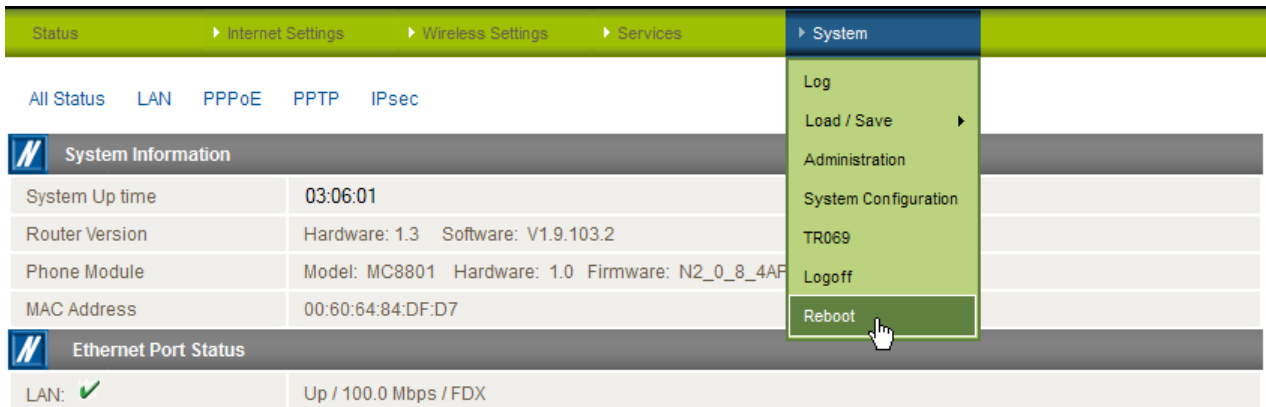 Status Internet Settings Wireless Settings Services System
All Status LAN PPPoE PPTP IPsec
Log
Load / Save
Administration
System Configuration
TR069
Logoff
Reboot
System Information
System Up time 03:06:01
Router Version Hardware: 1.3 Software: V1.9.103.2
Phone Module Model: MC8801 Hardware: 1.0 Firmware: N2_0_8_4AP
MAC Address 00:60:64:84:DF:D7
Ethernet Port Status
LAN: Up / 100.0 Mbps / FDX